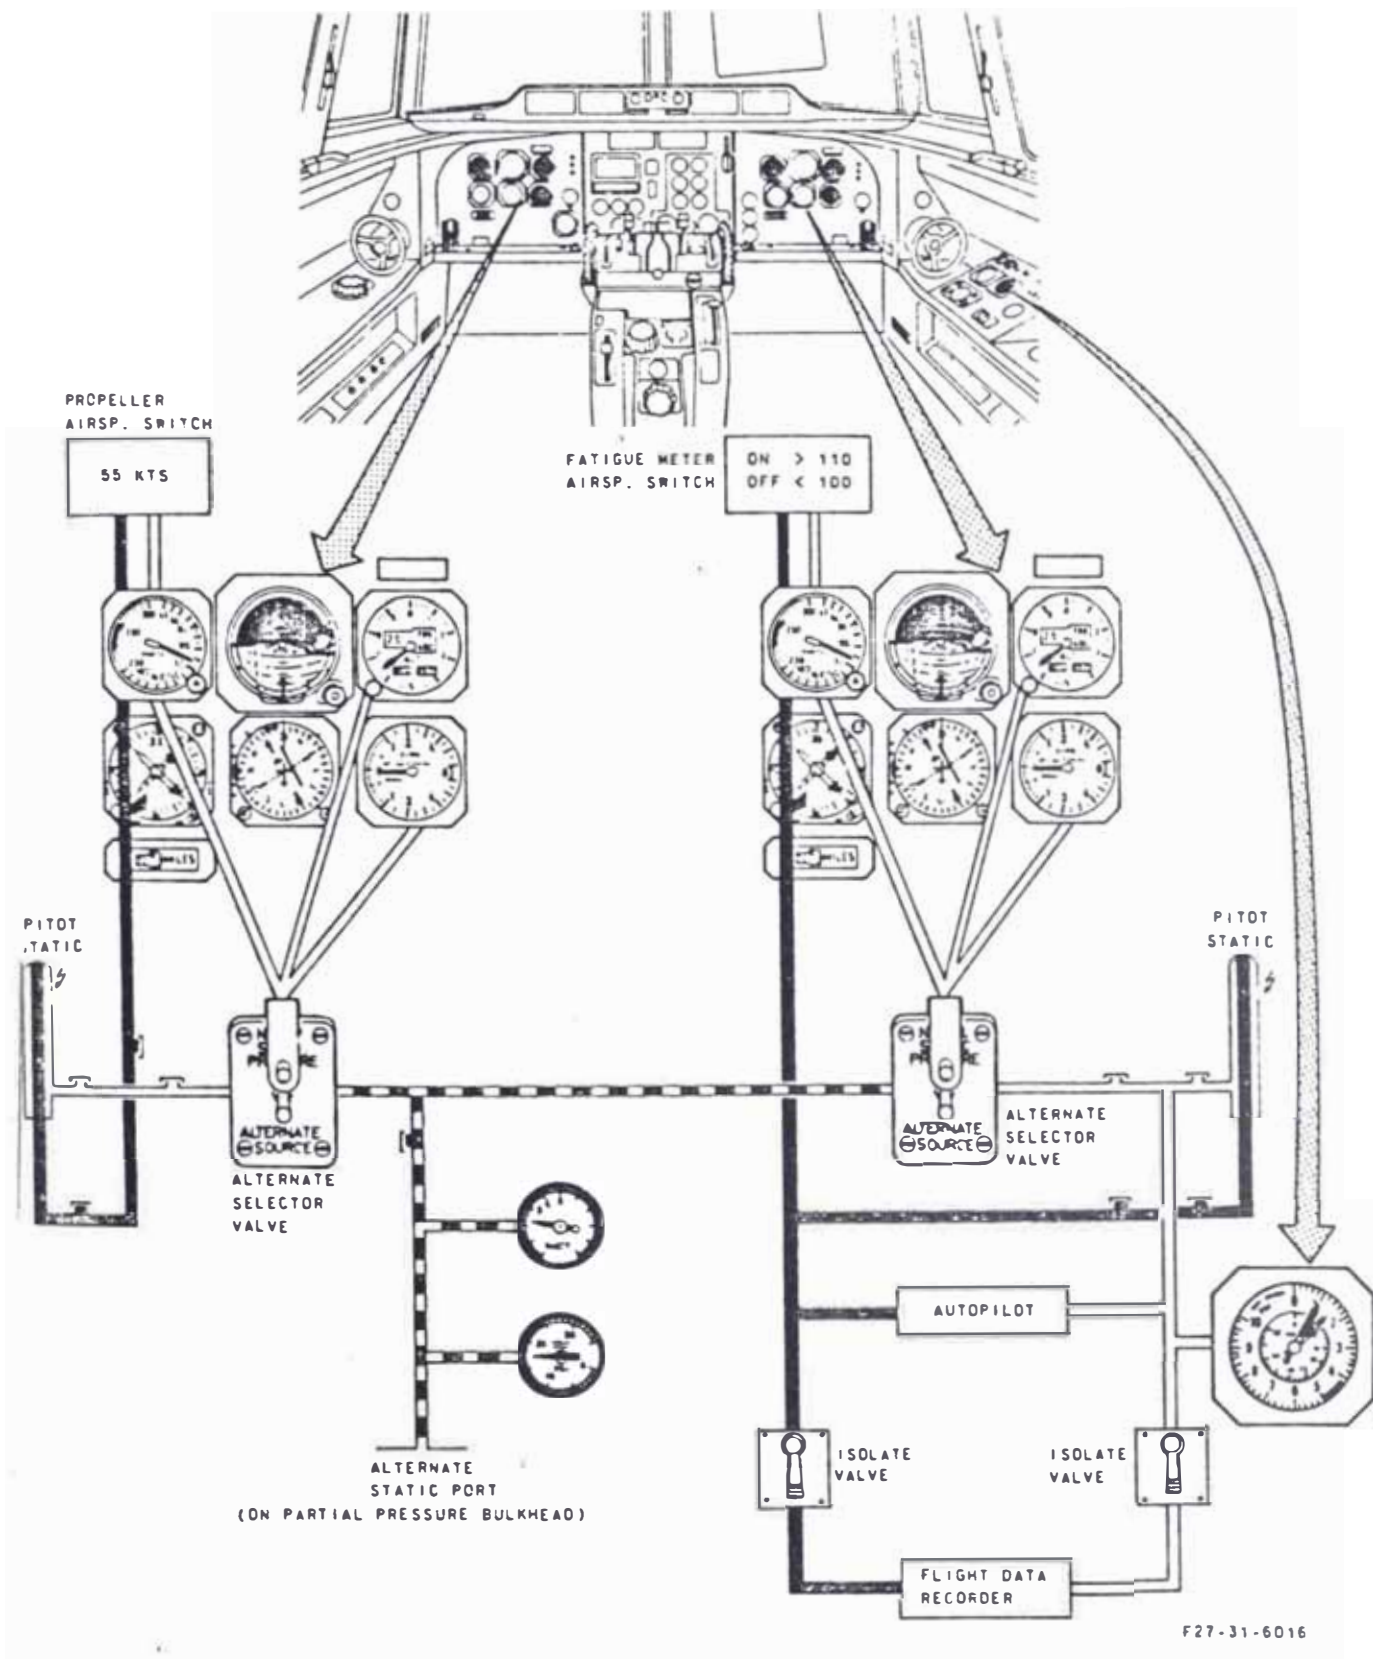 PROPELLER
AIRSP. SWITCH
55 KTS
FATIGUE METER
AIRSP. SWITCH
ON > 110
OFF < 100
PITOT
TATIC
PITOT
STATIC
ALTERNATE
SOURCE
ALTERNATE
SELECTOR
VALVE
ALTERNATE
SOURCE
ALTERNATE
SELECTOR
VALVE
AUTOPILOT
ISOLATE
VALVE
ISOLATE
VALVE
ALTERNATE
STATIC PORT
(ON PARTIAL PRESSURE BULKHEAD)
FLIGHT DATA
RECORDER
F27-31-6016